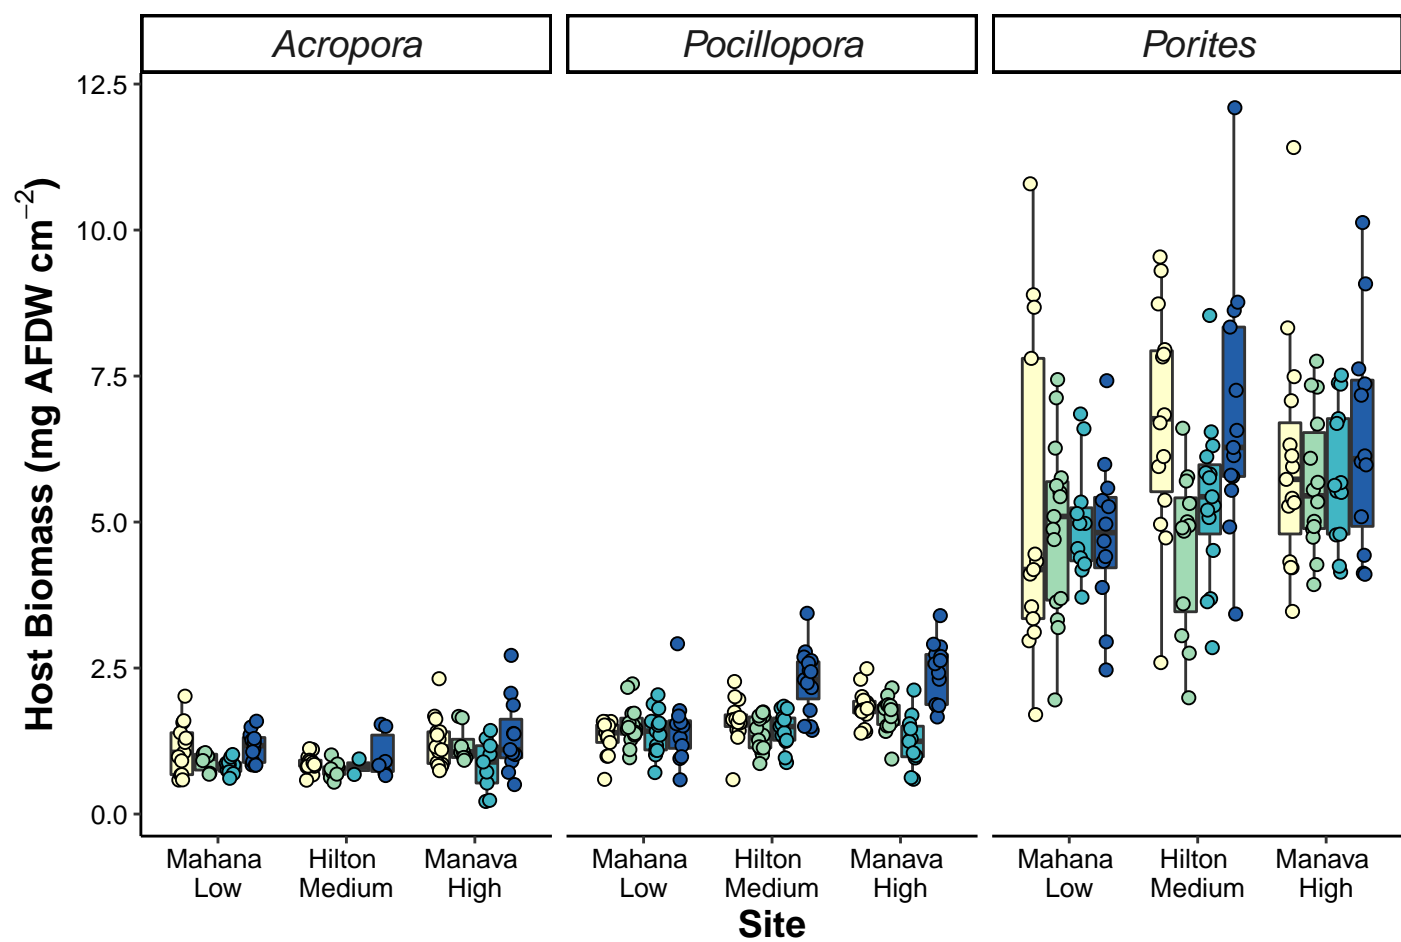 Acropora Pocillopora Porites
Host Biomass (mg AFDW cm⁻²)
12.5
10.0
7.5
5.0
2.5
0.0
Mahana Hilton Manava Mahana Hilton Manava Mahana Hilton Manava
Low Medium High Low Medium High Low Medium High
Site